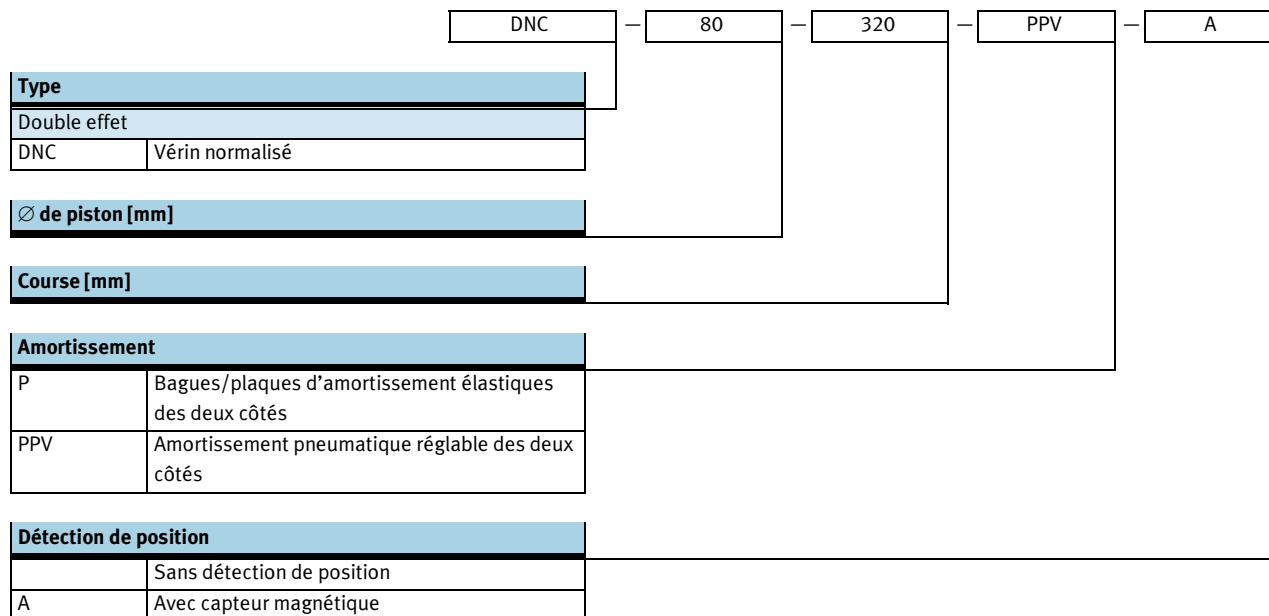 DNC — 80 — 320 — PPV — A
Type
Double effet
DNC Vérin normalisé
∅ de piston [mm]
Course [mm]
Amortissement
P Bagues/plaques d'amortissement élastiques
des deux côtés
PPV Amortissement pneumatique réglable des deux
côtés
Détection de position
Sans détection de position
A Avec capteur magnétique